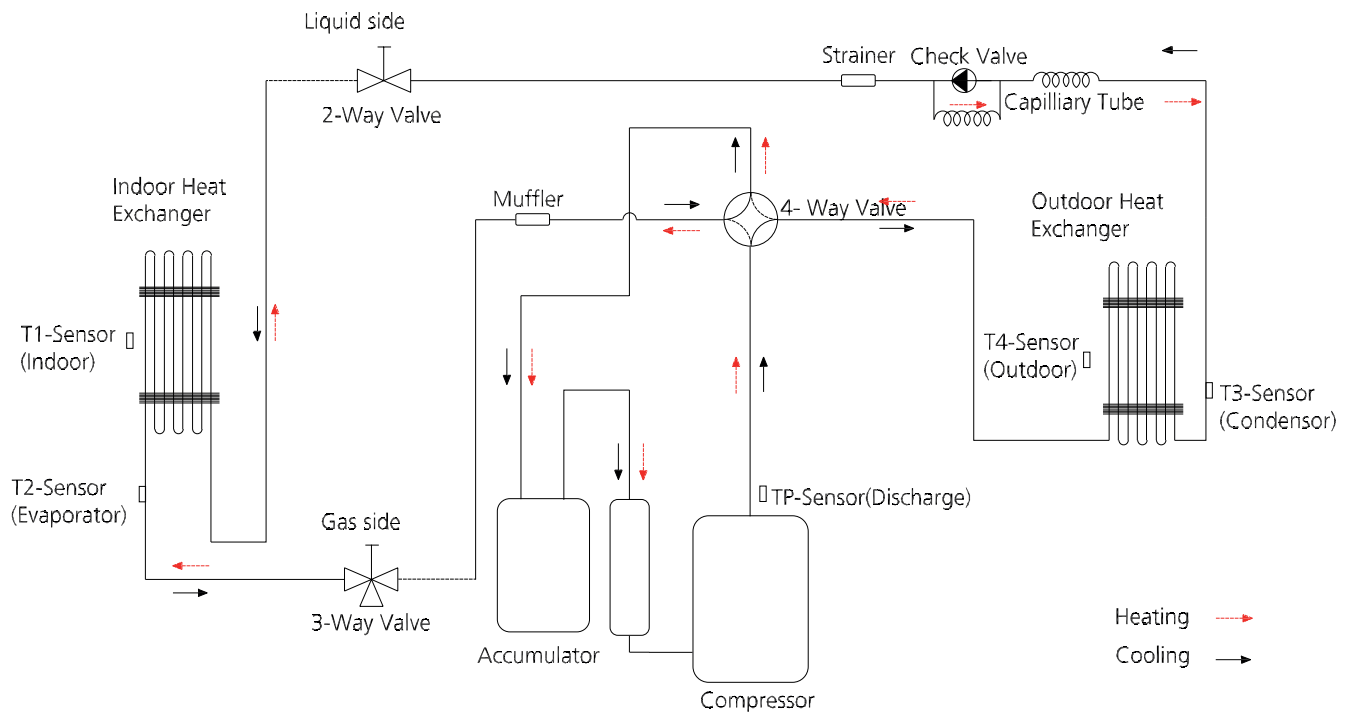 Liquid side
2-Way Valve
Strainer
Check Valve
Capilliary Tube
Indoor Heat
Exchanger
Muffler
4- Way Valve
Outdoor Heat
Exchanger
T1-Sensor
(Indoor)
T4-Sensor
(Outdoor)
T3-Sensor
(Condensor)
T2-Sensor
(Evaporator)
TP-Sensor(Discharge)
Gas side
3-Way Valve
Accumulator
Compressor
Heating
Cooling